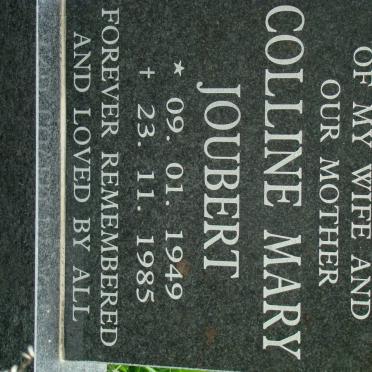 OF MY WIFE AND
OUR MOTHER
COLLINE MARY
JOUBERT
★ 09. 01. 1949
+ 23. 11. 1985
FOREVER REMEMBERED
AND LOVED BY ALL